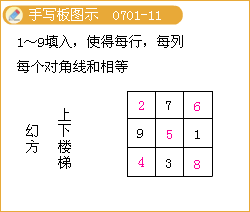 手写板图示 0701-11
1~9填入，使得每行，每列
每个对角线和相等
幻方
上下楼梯
2 7 6
9 5 1
4 3 8